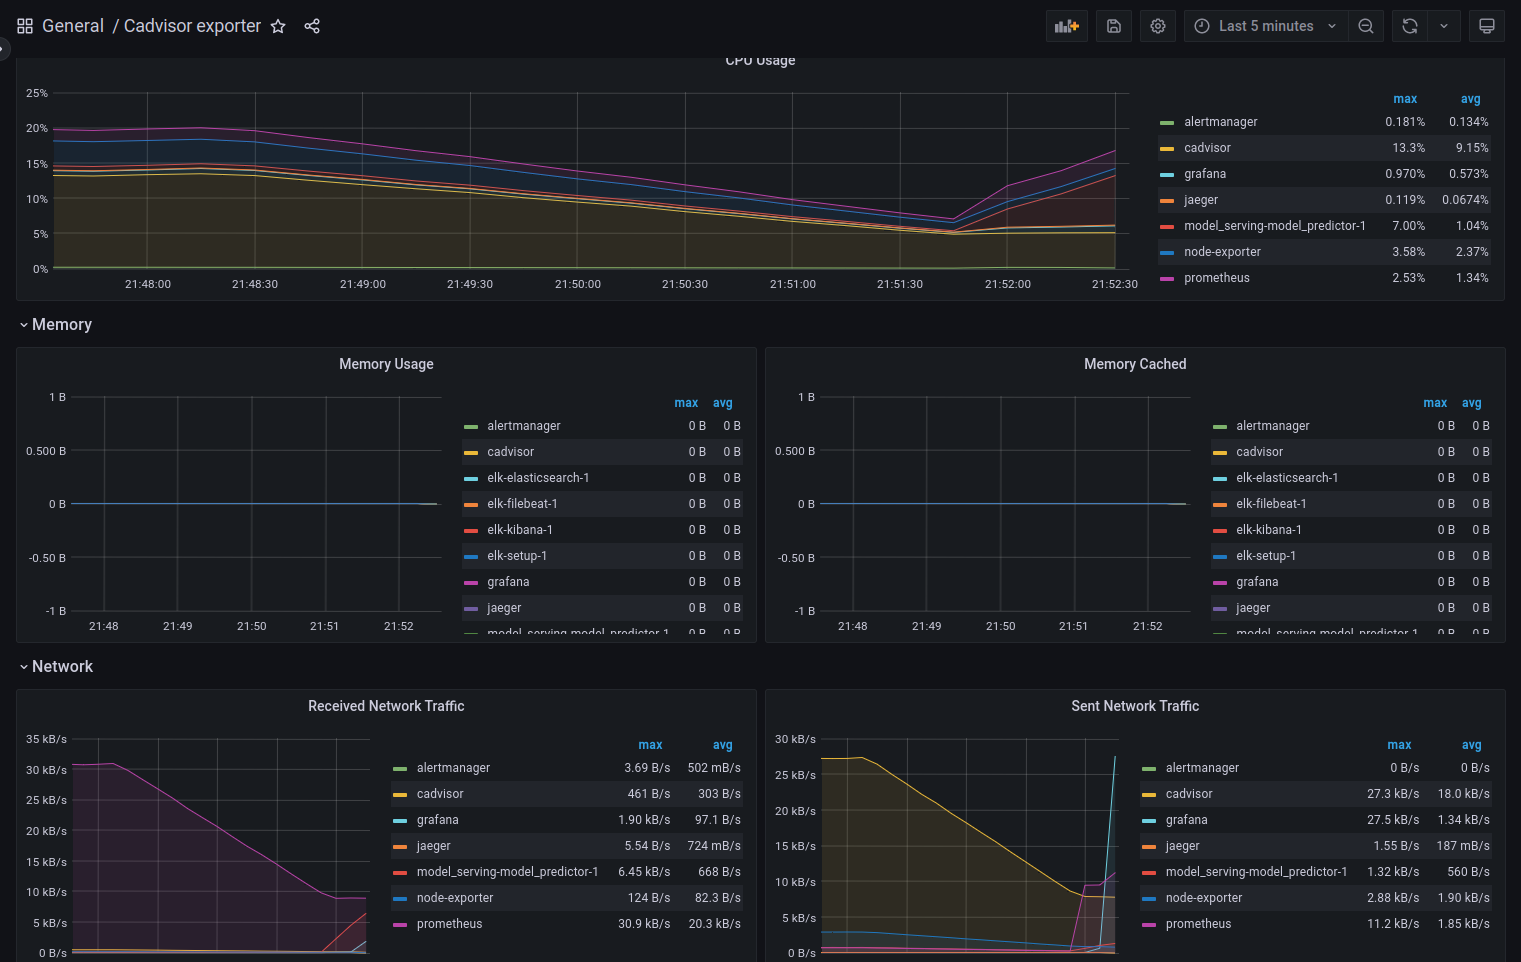 General / Cadvisor exporter
Last 5 minutes
CPU Usage
25%
20%
15%
10%
5%
0%
21:48:00 21:48:30 21:49:00 21:49:30 21:50:00 21:50:30 21:51:00 21:51:30 21:52:00 21:52:30
max avg
alertmanager 0.181% 0.134%
cadvisor 13.3% 9.15%
grafana 0.970% 0.573%
jaeger 0.119% 0.0674%
model_serving-model_predictor-1 7.00% 1.04%
node-exporter 3.58% 2.37%
prometheus 2.53% 1.34%
Memory
Memory Usage
1 B
0.500 B
0 B
-0.50 B
-1 B
21:48 21:49 21:50 21:51 21:52
max avg
alertmanager 0 B 0 B
cadvisor 0 B 0 B
elk-elasticsearch-1 0 B 0 B
elk-filebeat-1 0 B 0 B
elk-kibana-1 0 B 0 B
elk-setup-1 0 B 0 B
grafana 0 B 0 B
jaeger 0 B 0 B
model_serving-model_predictor-1 0 B 0 B
Memory Cached
1 B
0.500 B
0 B
-0.50 B
-1 B
21:48 21:49 21:50 21:51 21:52
max avg
alertmanager 0 B 0 B
cadvisor 0 B 0 B
elk-elasticsearch-1 0 B 0 B
elk-filebeat-1 0 B 0 B
elk-kibana-1 0 B 0 B
elk-setup-1 0 B 0 B
grafana 0 B 0 B
jaeger 0 B 0 B
model_serving-model_predictor-1 0 B 0 B
Network
Received Network Traffic
35 kB/s
30 kB/s
25 kB/s
20 kB/s
15 kB/s
10 kB/s
5 kB/s
0 B/s
max avg
alertmanager 3.69 B/s 502 mB/s
cadvisor 461 B/s 303 B/s
grafana 1.90 kB/s 97.1 B/s
jaeger 5.54 B/s 724 mB/s
model_serving-model_predictor-1 6.45 kB/s 668 B/s
node-exporter 124 B/s 82.3 B/s
prometheus 30.9 kB/s 20.3 kB/s
Sent Network Traffic
30 kB/s
25 kB/s
20 kB/s
15 kB/s
10 kB/s
5 kB/s
0 B/s
max avg
alertmanager 0 B/s 0 B/s
cadvisor 27.3 kB/s 18.0 kB/s
grafana 27.5 kB/s 1.34 kB/s
jaeger 1.55 B/s 187 mB/s
model_serving-model_predictor-1 1.32 kB/s 560 B/s
node-exporter 2.88 kB/s 1.90 kB/s
prometheus 11.2 kB/s 1.85 kB/s